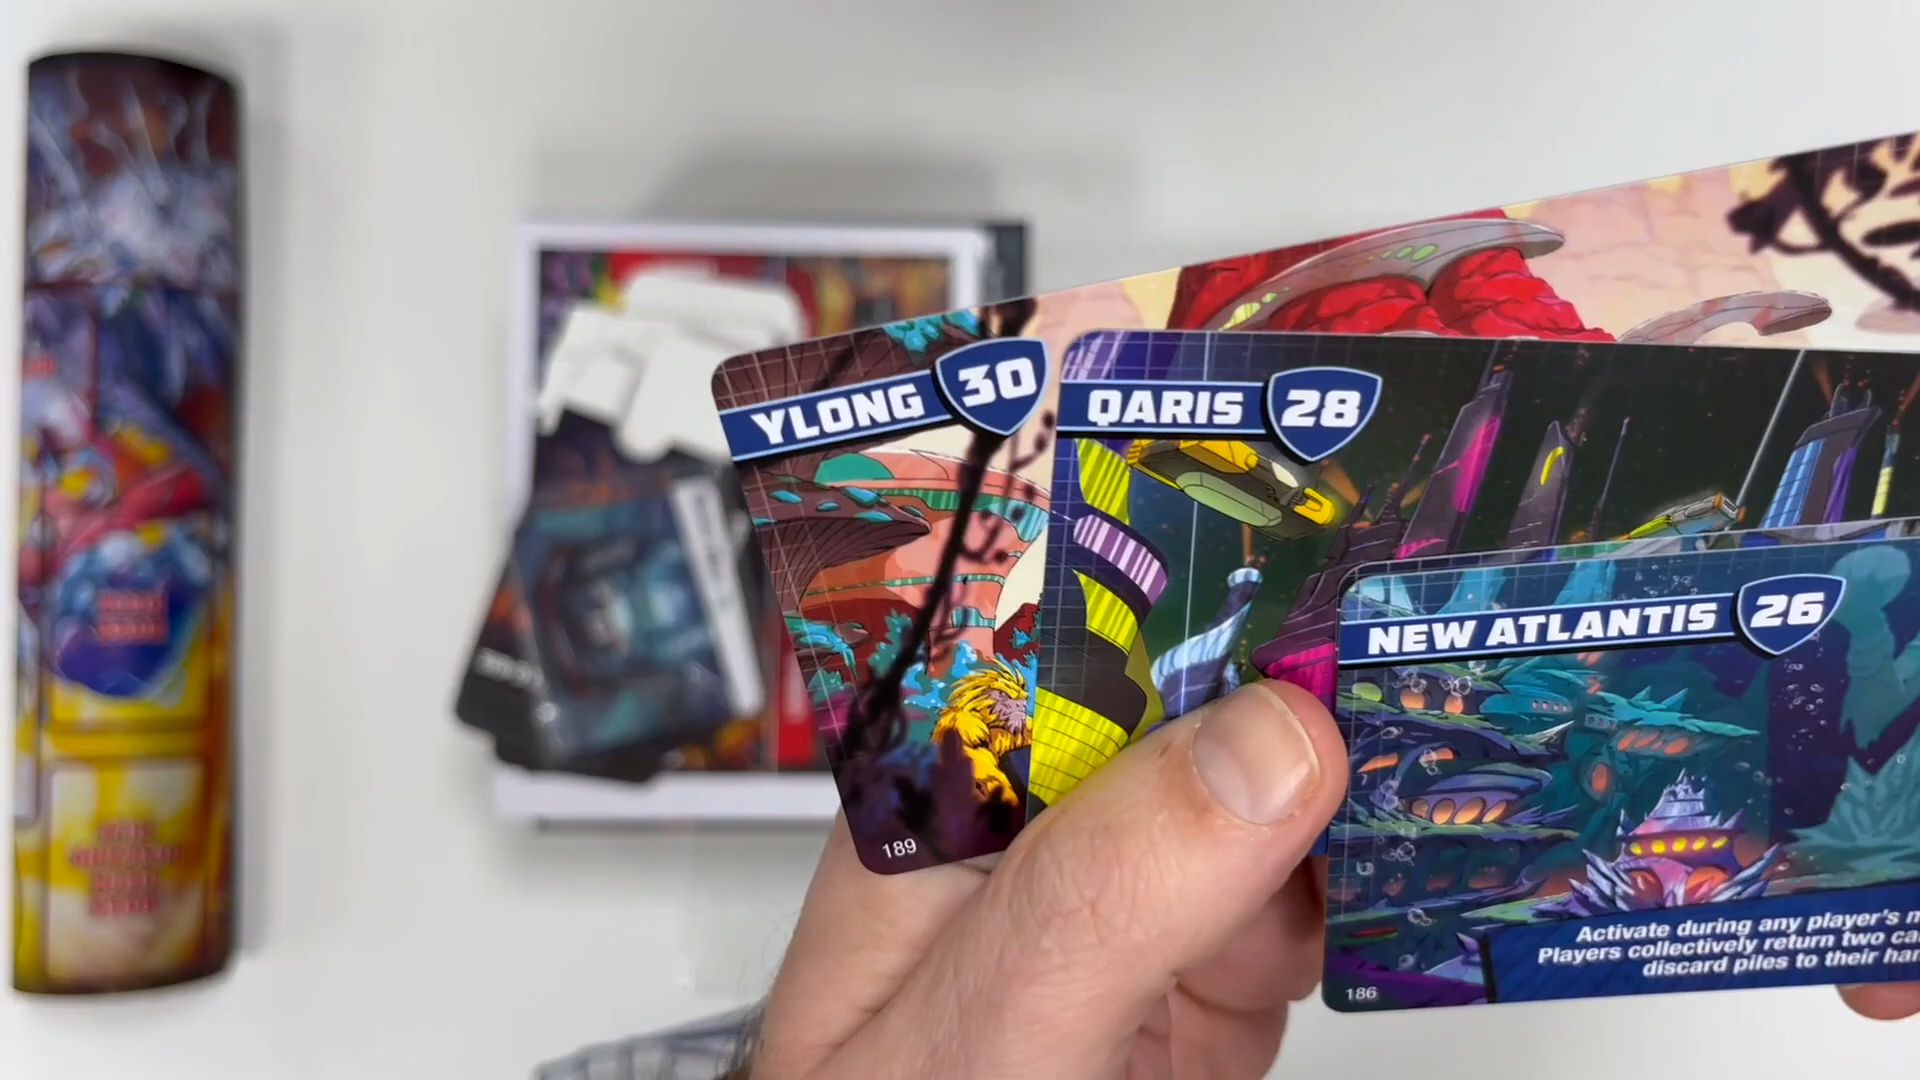 YLONG 30
189
QARIS 28
NEW ATLANTIS 26
Activate during any player's
Players collectively return two
discard piles to their
186